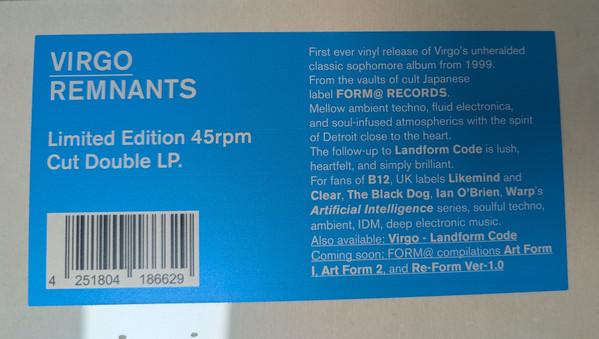 VIRGO
REMNANTS
Limited Edition 45rpm
Cut Double LP.
4 251804 186629
First ever vinyl release of Virgo's unheralded
classic sophomore album from 1999.
From the vaults of cult Japanese
label FORM@ RECORDS.
Mellow ambient techno, fluid electronica,
and soul-infused atmospherics with the spirit
of Detroit close to the heart.
The follow-up to Landform Code is lush,
heartfelt, and simply brilliant.
For fans of B12, UK labels Likemind and
Clear, The Black Dog, Ian O'Brien, Warp's
Artificial Intelligence series, soulful techno,
ambient, IDM, deep electronic music.
Also available: Virgo - Landform Code
Coming soon: FORM@ compilations Art Form
1, Art Form 2, and Re-Form Ver-1.0